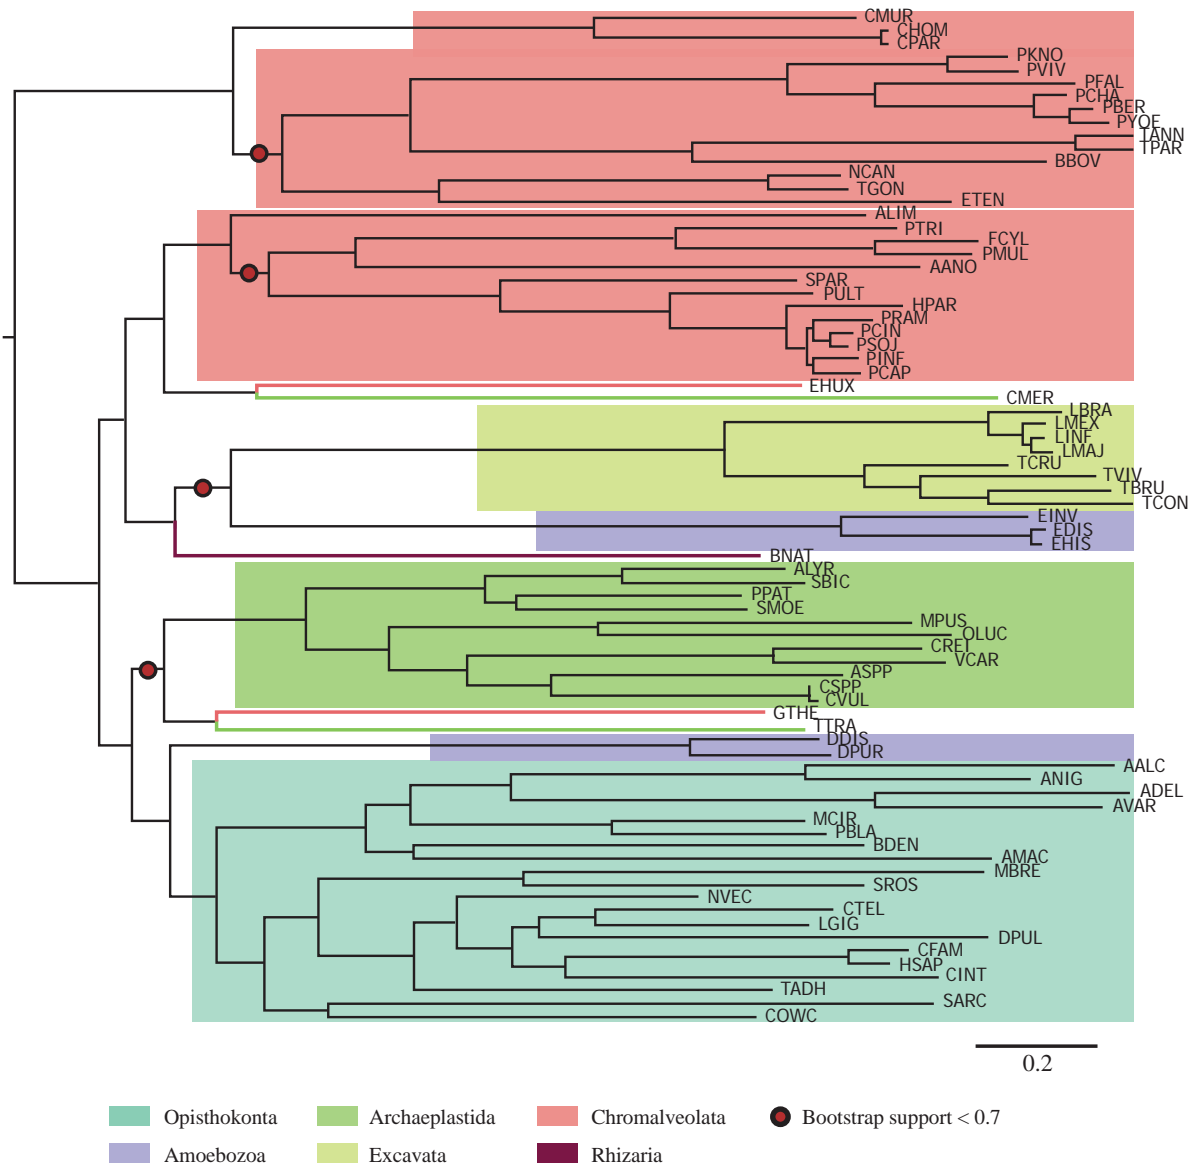 CMUR
CHOM
CPAR
PKNO
PVIV
PFAL
PCHA
PBER
PYOE
TANN
TPAR
BBOV
NCAN
TGON
ETEN
ALIM
PTRI
FCYL
PMUL
AANO
SPAR
PULT
HPAR
PRAM
PCIN
PSOJ
PINF
PCAP
EHUX
CMER
LBRA
LMEX
LINF
LMAJ
TCRU
TVIV
TBRU
TCON
EINV
EDIS
EHIS
BNAT
ALYR
SBIC
PPAT
SMOE
MPUS
OLUC
CREI
VCAR
ASPP
CSPP
CVUL
GTHE
TTRA
DDIS
DPUR
AALC
ANIG
ADEL
AVAR
MCIR
PBLA
BDEN
AMAC
MBRE
SROS
NVEC
CTEL
LGIG
DPUL
CFAM
HSAP
CINT
TADH
SARC
COWC
0.2
Opisthokonta
Archaeplastida
Chromalveolata
Bootstrap support < 0.7
Amoebozoa
Excavata
Rhizaria